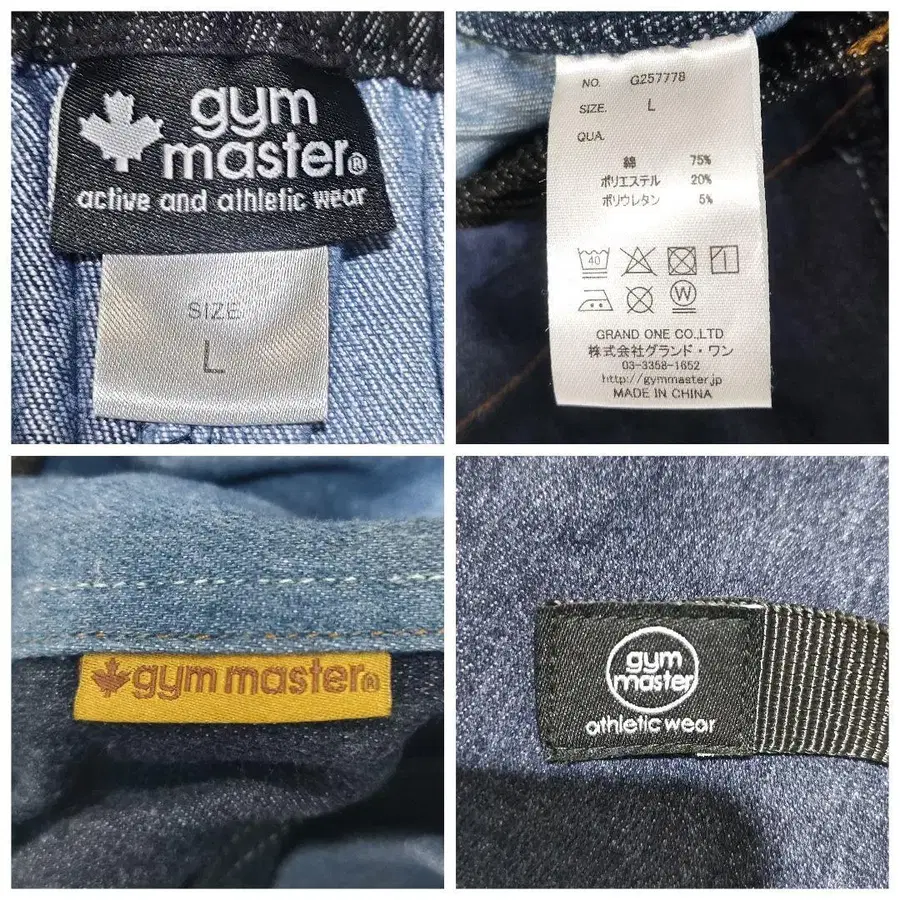 gym
master®
active and athletic wear
SIZE
L
NO. G257778
SIZE. L
QUA.
綿 75%
ポリエステル 20%
ポリウレタン 5%
40
W
GRAND ONE CO.,LTD
株式会社グランド・ワン
03-3358-1652
http://gymmaster.jp
MADE IN CHINA
gym master®
gym
master
athletic wear